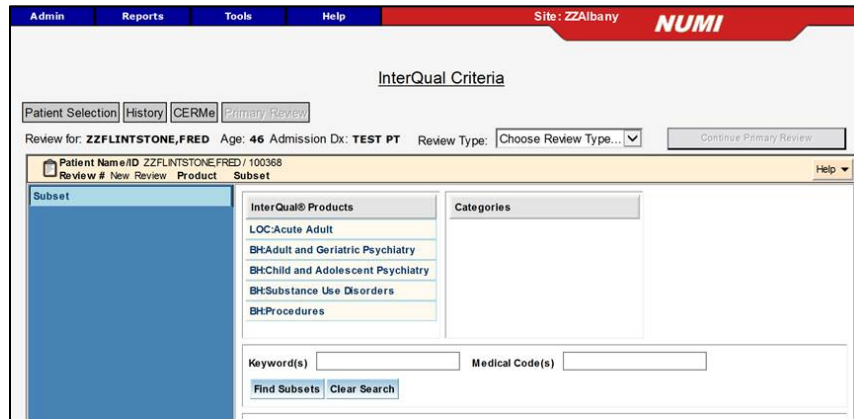 Admin Reports Tools Help Site: ZZAlbany NUMI
InterQual Criteria
Patient Selection History CERMe Primary Review
Review for: ZZFLINTSTONE,FRED Age: 46 Admission Dx: TEST PT Review Type: Choose Review Type... Continue Primary Review
Patient Name/ID ZZFLINTSTONE,FRED / 100368
Review # New Review Product Subset Help
Subset
InterQual® Products Categories
LOC:Acute Adult
BH:Adult and Geriatric Psychiatry
BH:Child and Adolescent Psychiatry
BH:Substance Use Disorders
BH:Procedures
Keyword(s) Medical Code(s)
Find Subsets Clear Search